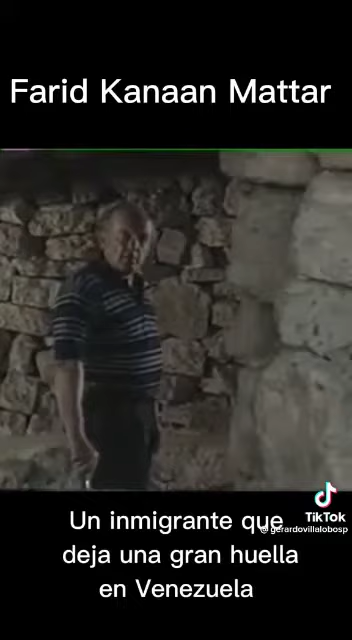 Farid Kanaan Mattar
TikTok
@gerardovillalobosp
Un inmigrante que
deja una gran huella
en Venezuela